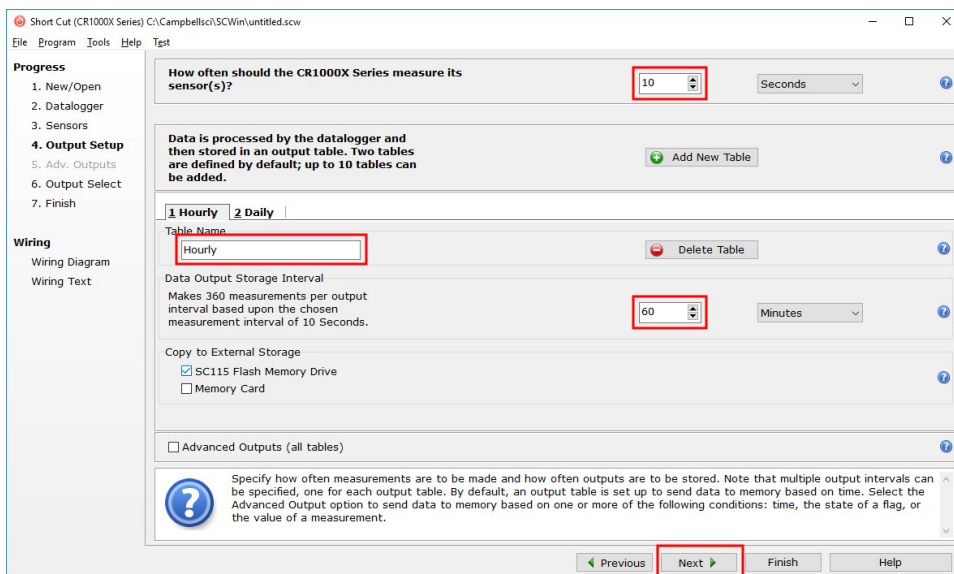 Short Cut (CR1000X Series) C:\Campbellsci\SCWin\untitled.scw
File Program Tools Help Test
Progress
1. New/Open
2. Datalogger
3. Sensors
4. Output Setup
5. Adv. Outputs
6. Output Select
7. Finish
Wiring
Wiring Diagram
Wiring Text
How often should the CR1000X Series measure its
sensor(s)?
10
Seconds
Data is processed by the datalogger and
then stored in an output table. Two tables
are defined by default; up to 10 tables can
be added.
Add New Table
1 Hourly 2 Daily
Table Name
Hourly
Delete Table
Data Output Storage Interval
Makes 360 measurements per output
interval based upon the chosen
measurement interval of 10 Seconds.
60
Minutes
Copy to External Storage
SC115 Flash Memory Drive
Memory Card
Advanced Outputs (all tables)
Specify how often measurements are to be made and how often outputs are to be stored. Note that multiple output intervals can
be specified, one for each output table. By default, an output table is set up to send data to memory based on time. Select the
Advanced Output option to send data to memory based on one or more of the following conditions: time, the state of a flag, or
the value of a measurement.
Previous
Next
Finish
Help